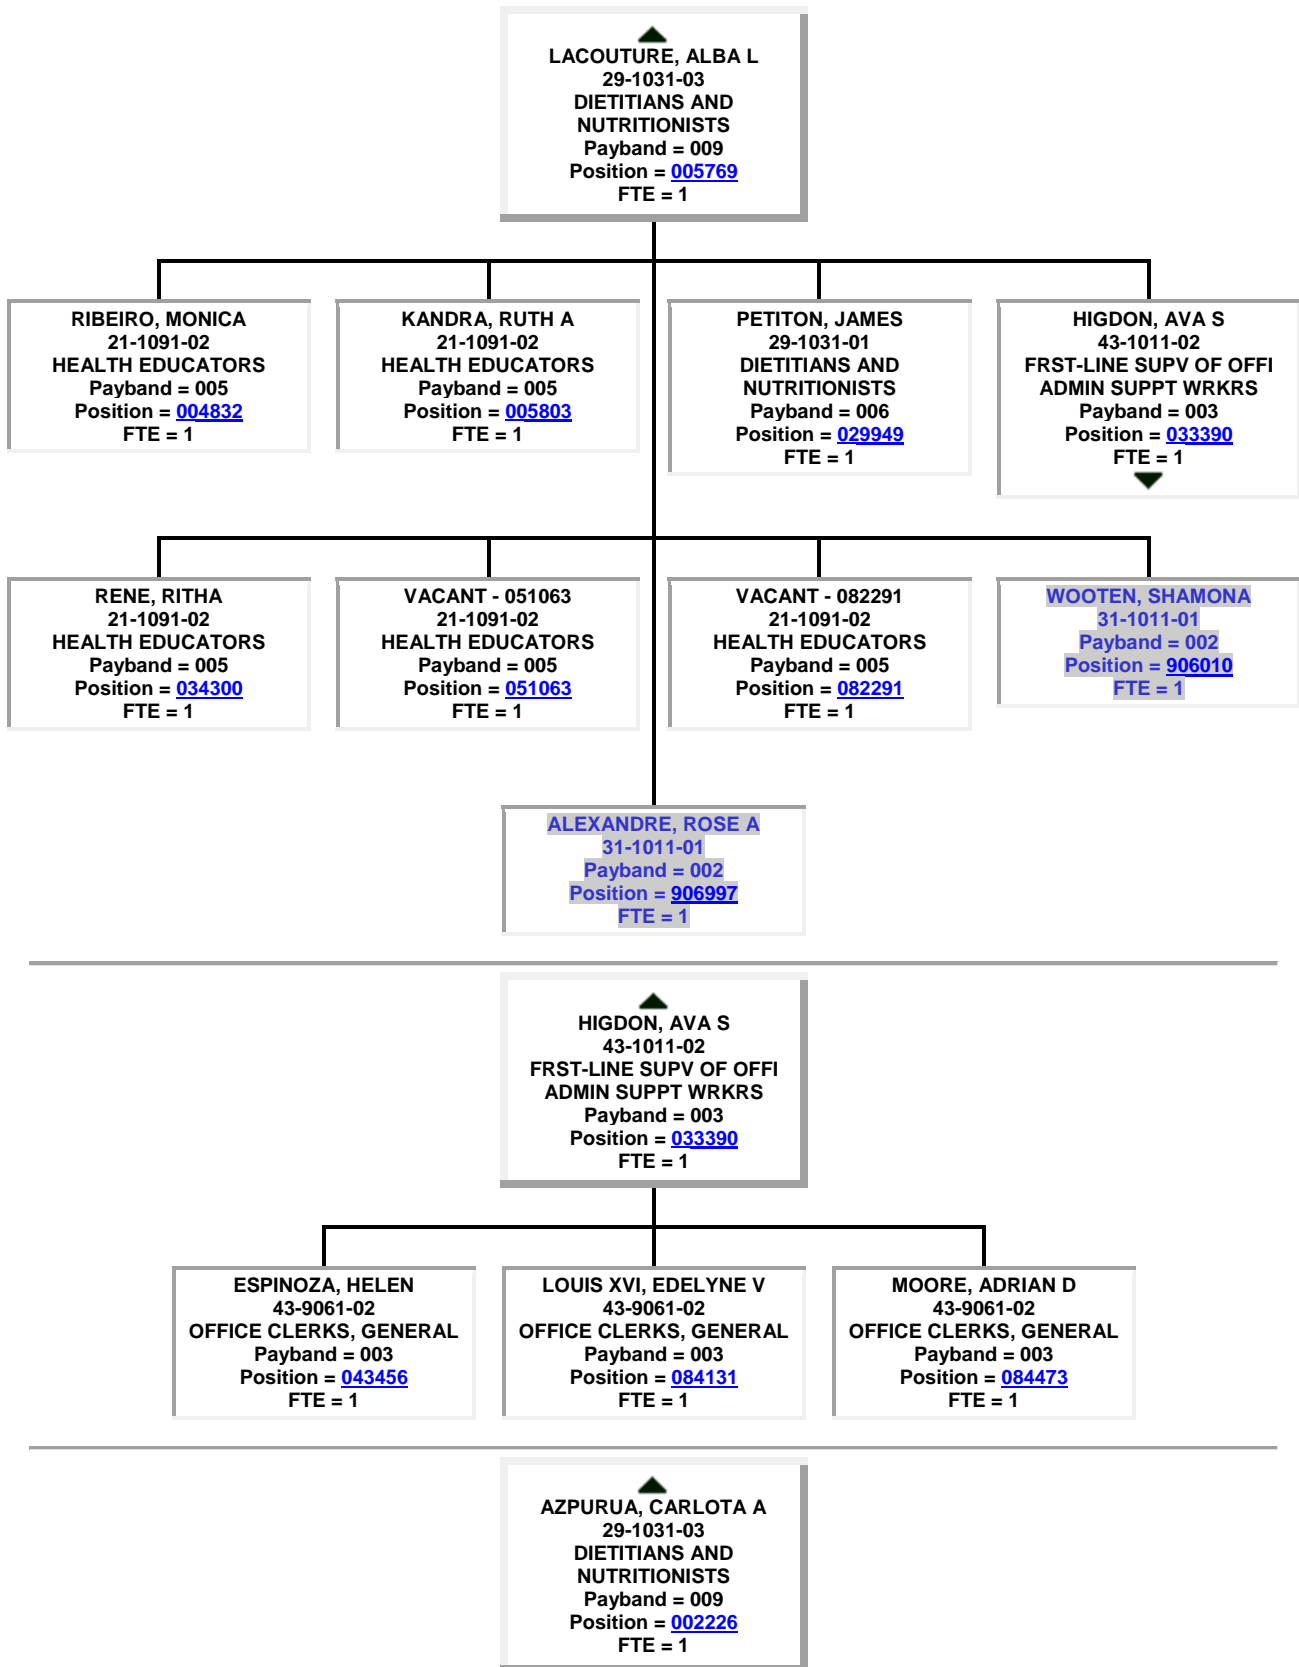 LACOUTURE, ALBA L
29-1031-03
DIETITIANS AND
NUTRITIONISTS
Payband = 009
Position = 005769
FTE = 1
RIBEIRO, MONICA
21-1091-02
HEALTH EDUCATORS
Payband = 005
Position = 004832
FTE = 1
KANDRA, RUTH A
21-1091-02
HEALTH EDUCATORS
Payband = 005
Position = 005803
FTE = 1
PETITON, JAMES
29-1031-01
DIETITIANS AND
NUTRITIONISTS
Payband = 006
Position = 029949
FTE = 1
HIGDON, AVA S
43-1011-02
FRST-LINE SUPV OF OFFI
ADMIN SUPPT WRKRS
Payband = 003
Position = 033390
FTE = 1
RENE, RITHA
21-1091-02
HEALTH EDUCATORS
Payband = 005
Position = 034300
FTE = 1
VACANT - 051063
21-1091-02
HEALTH EDUCATORS
Payband = 005
Position = 051063
FTE = 1
VACANT - 082291
21-1091-02
HEALTH EDUCATORS
Payband = 005
Position = 082291
FTE = 1
WOOTEN, SHAMONA
31-1011-01
Payband = 002
Position = 906010
FTE = 1
ALEXANDRE, ROSE A
31-1011-01
Payband = 002
Position = 906997
FTE = 1
HIGDON, AVA S
43-1011-02
FRST-LINE SUPV OF OFFI
ADMIN SUPPT WRKRS
Payband = 003
Position = 033390
FTE = 1
ESPINOZA, HELEN
43-9061-02
OFFICE CLERKS, GENERAL
Payband = 003
Position = 043456
FTE = 1
LOUIS XVI, EDELYNE V
43-9061-02
OFFICE CLERKS, GENERAL
Payband = 003
Position = 084131
FTE = 1
MOORE, ADRIAN D
43-9061-02
OFFICE CLERKS, GENERAL
Payband = 003
Position = 084473
FTE = 1
AZPURUA, CARLOTA A
29-1031-03
DIETITIANS AND
NUTRITIONISTS
Payband = 009
Position = 002226
FTE = 1